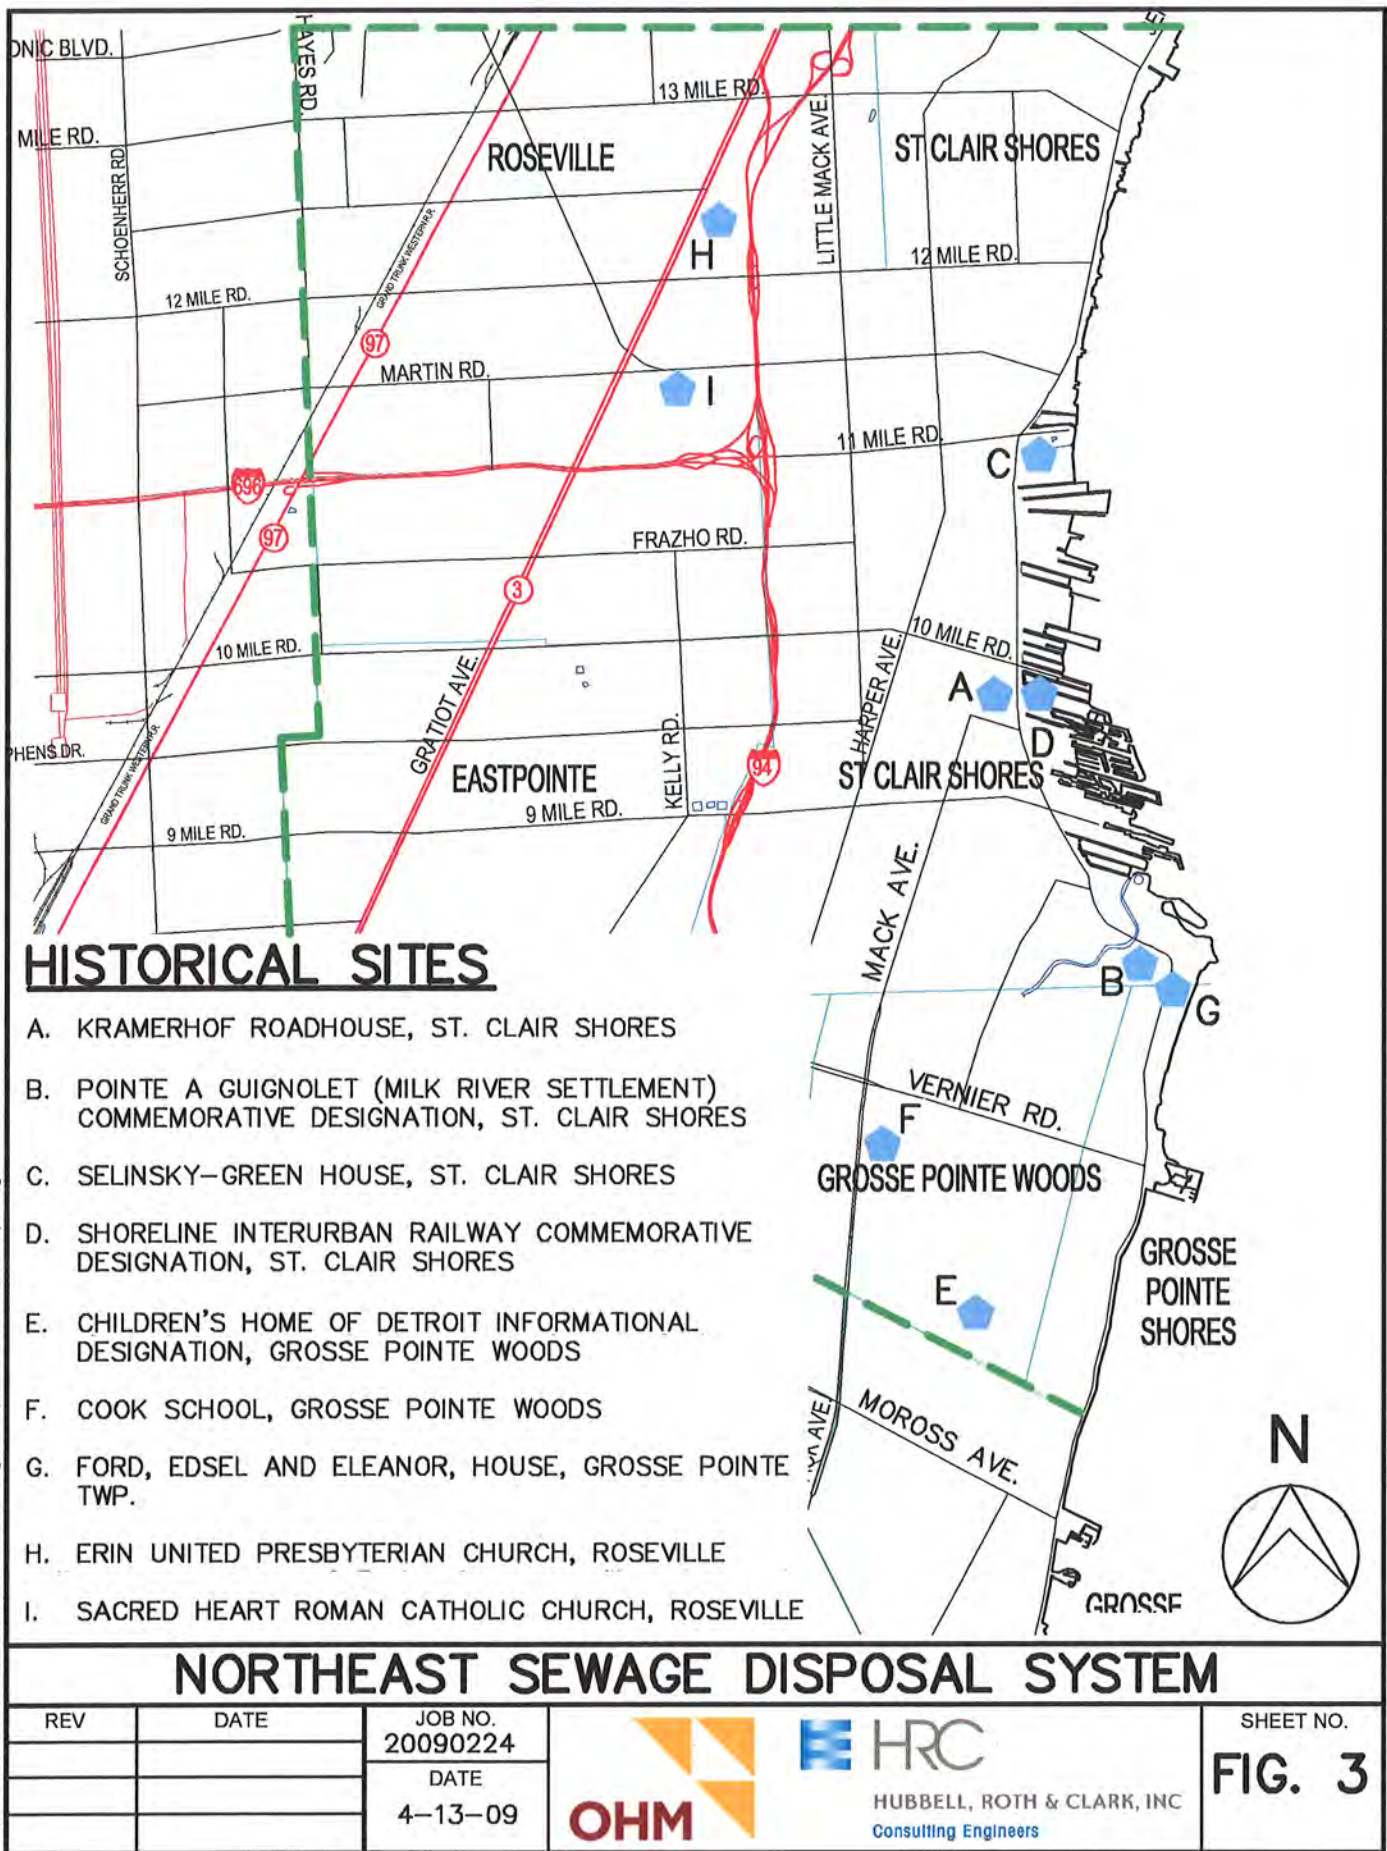 ONIC BLVD.
HAYES RD.
MILE RD.
SCHOENHERR RD.
13 MILE RD.
ROSEVILLE
ST CLAIR SHORES
LITTLE MACK AVE.
GRAND TRUNK WESTERN R.R.
H
12 MILE RD.
12 MILE RD.
97
MARTIN RD.
I
11 MILE RD.
C
696
97
FRAZHO RD.
3
10 MILE RD.
10 MILE RD.
HARPER AVE.
A
D
GRATIOT AVE.
KELLY RD.
PHENS DR.
GRAND TRUNK WESTERN R.R.
EASTPOINTE
94
ST CLAIR SHORES
9 MILE RD.
9 MILE RD.
MACK AVE.
B
G
VERNIER RD.
F
GROSSE POINTE WOODS
GROSSE
POINTE
SHORES
E
MOROSS AVE.
AVE.
N
GROSSE
HISTORICAL SITES
A. KRAMERHOF ROADHOUSE, ST. CLAIR SHORES
B. POINTE A GUIGNOLET (MILK RIVER SETTLEMENT)
COMMEMORATIVE DESIGNATION, ST. CLAIR SHORES
C. SELINSKY-GREEN HOUSE, ST. CLAIR SHORES
D. SHORELINE INTERURBAN RAILWAY COMMEMORATIVE
DESIGNATION, ST. CLAIR SHORES
E. CHILDREN'S HOME OF DETROIT INFORMATIONAL
DESIGNATION, GROSSE POINTE WOODS
F. COOK SCHOOL, GROSSE POINTE WOODS
G. FORD, EDSEL AND ELEANOR, HOUSE, GROSSE POINTE
TWP.
H. ERIN UNITED PRESBYTERIAN CHURCH, ROSEVILLE
I. SACRED HEART ROMAN CATHOLIC CHURCH, ROSEVILLE
NORTHEAST SEWAGE DISPOSAL SYSTEM
REV
DATE
JOB NO.
20090224
DATE
4-13-09
OHM
HRC
HUBBELL, ROTH & CLARK, INC
Consulting Engineers
SHEET NO.
FIG. 3